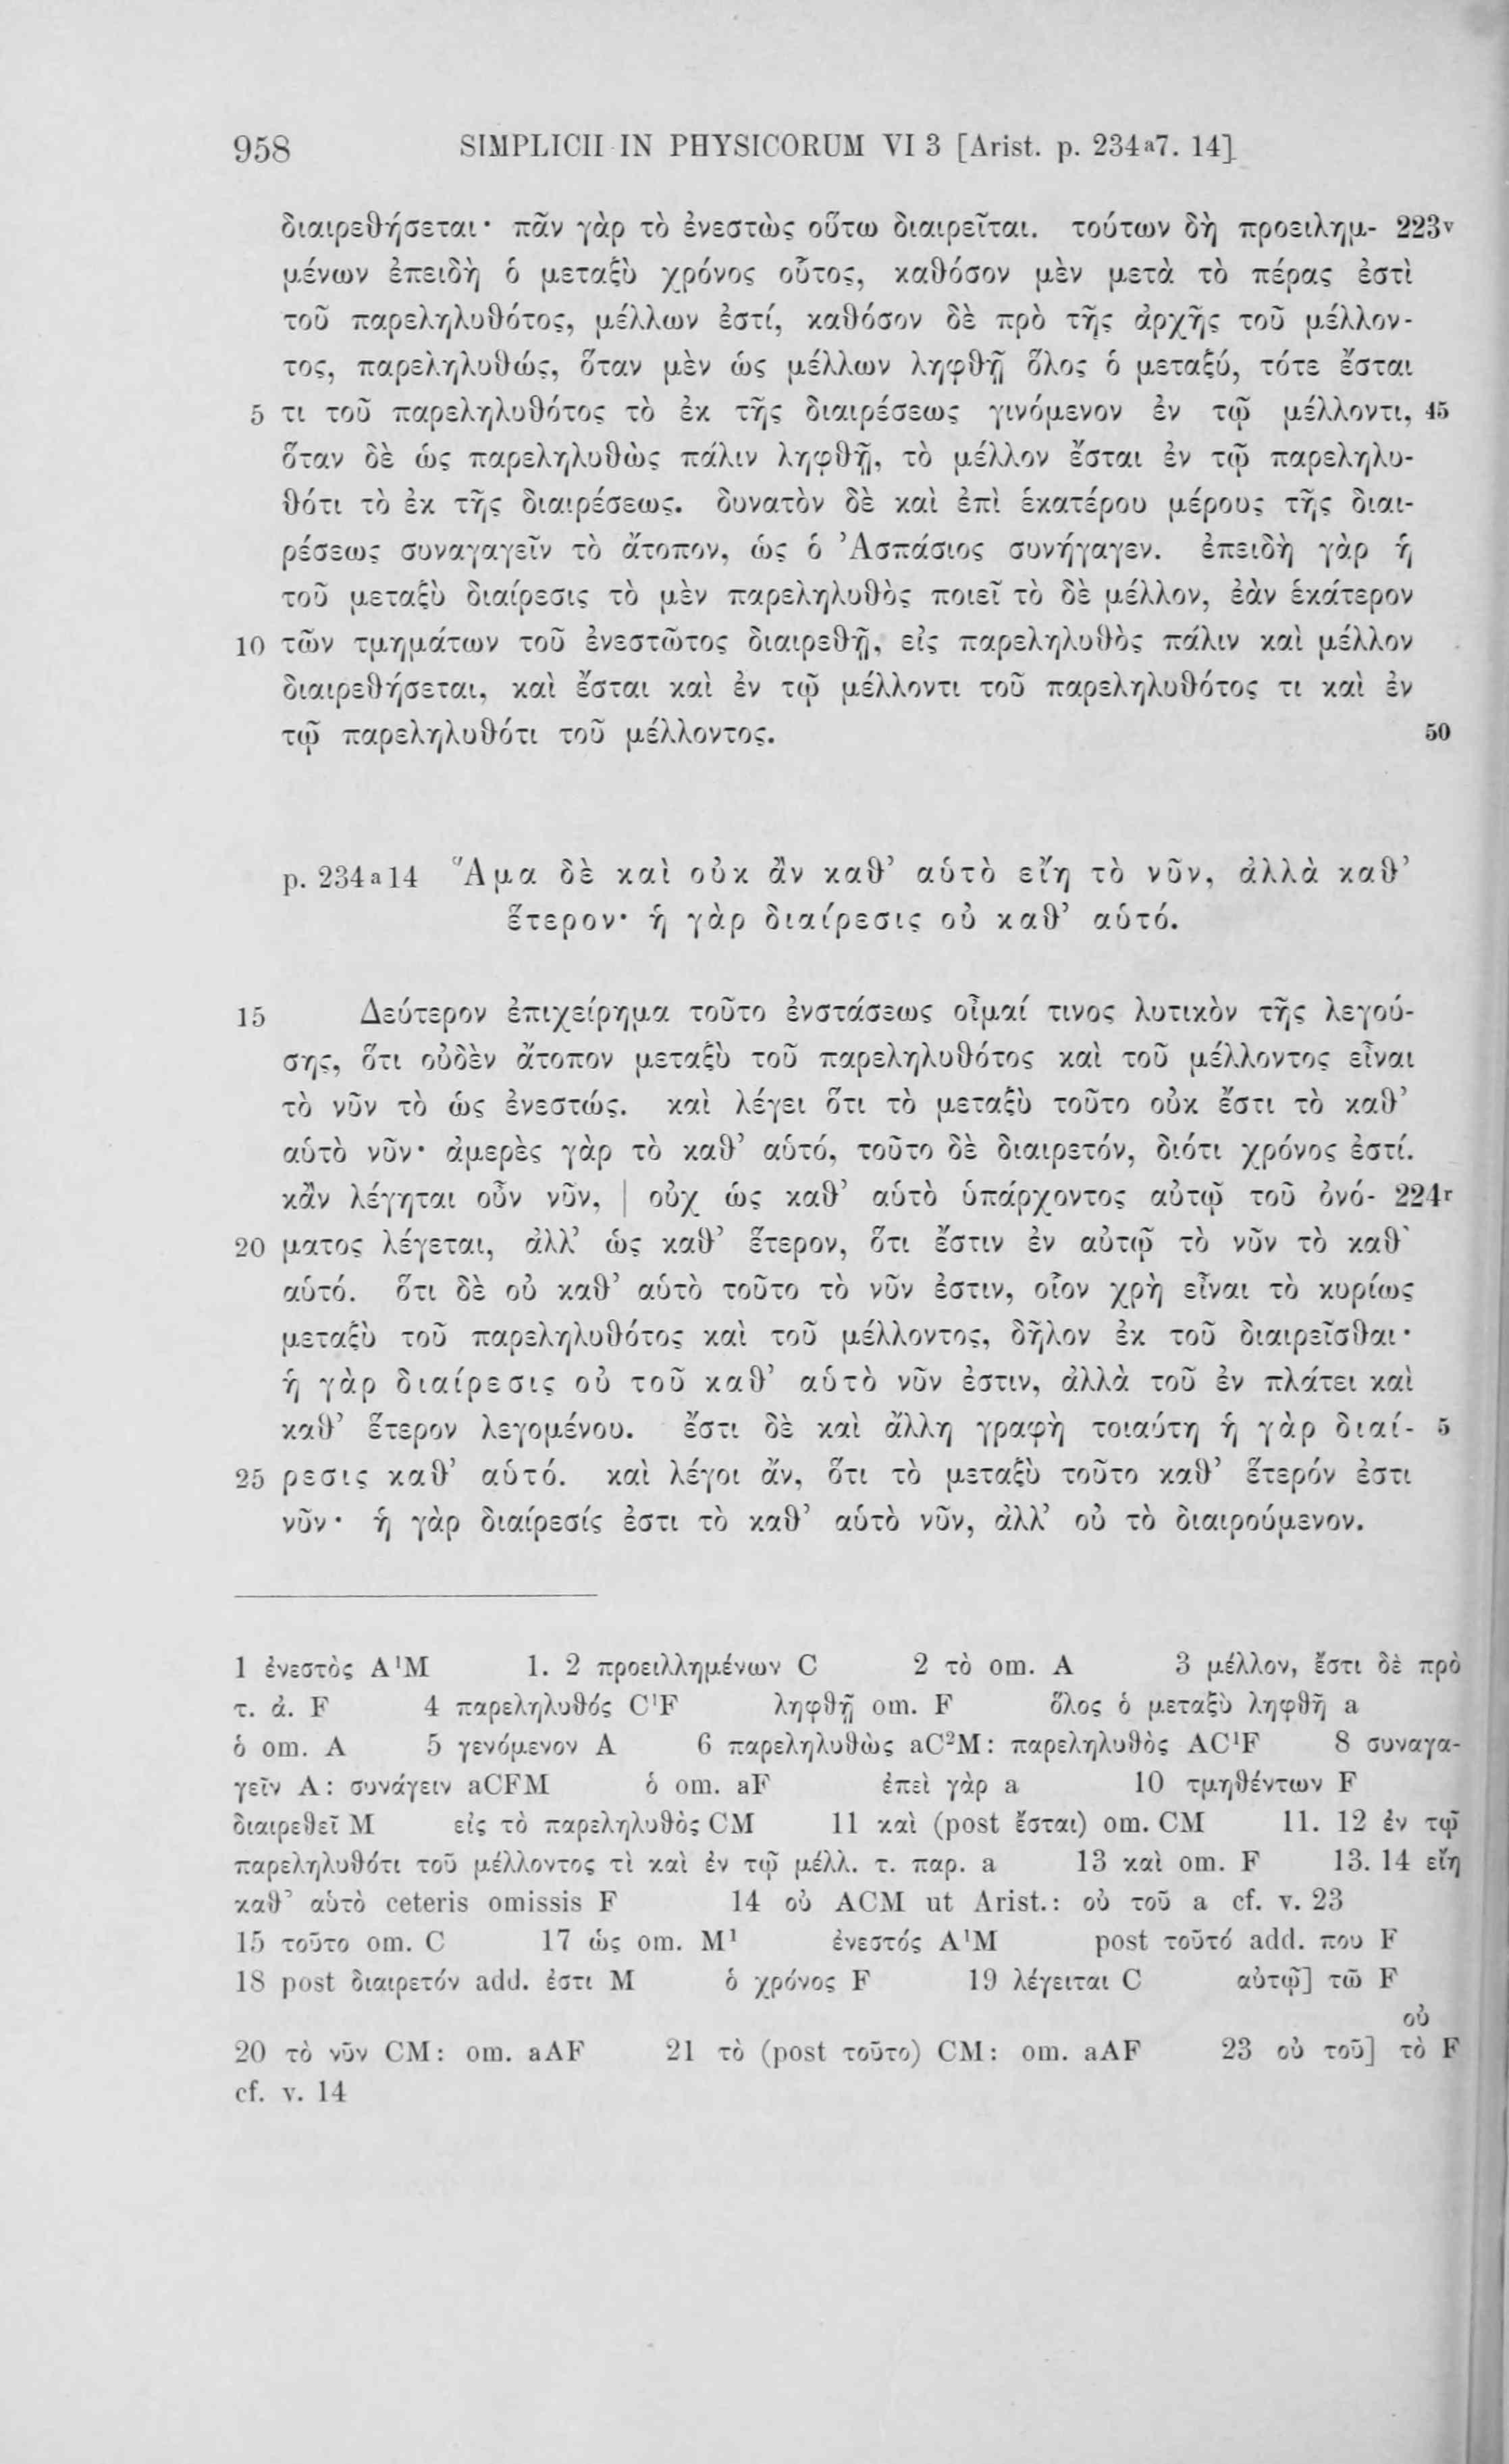 958 SIMPLICII IN PHYSICORUM VI 3 [Arist. p. 234ᵃ7. 14]
διαιρεθήσεται· πᾶν γὰρ τὸ ἐνεστὼς οὕτω διαιρεῖται. τούτων δὴ προειλημ- 223ᵛ
μένων ἐπειδὴ ὁ μεταξὺ χρόνος οὗτος, καθόσον μὲν μετὰ τὸ πέρας ἐστὶ
τοῦ παρεληλυθότος, μέλλων ἐστί, καθόσον δὲ πρὸ τῆς ἀρχῆς τοῦ μέλλον-
τος, παρεληλυθώς, ὅταν μὲν ὡς μέλλων ληφθῇ ὅλος ὁ μεταξύ, τότε ἔσται
5 τι τοῦ παρεληλυθότος τὸ ἐκ τῆς διαιρέσεως γινόμενον ἐν τῷ μέλλοντι, 45
ὅταν δὲ ὡς παρεληλυθὼς πάλιν ληφθῇ, τὸ μέλλον ἔσται ἐν τῷ παρεληλυ-
θότι τὸ ἐκ τῆς διαιρέσεως. δυνατὸν δὲ καὶ ἐπὶ ἑκατέρου μέρους τῆς διαι-
ρέσεως συναγαγεῖν τὸ ἄτοπον, ὡς ὁ Ἀσπάσιος συνήγαγεν. ἐπειδὴ γὰρ ἡ
τοῦ μεταξὺ διαίρεσις τὸ μὲν παρεληλυθὸς ποιεῖ τὸ δὲ μέλλον, ἐὰν ἑκάτερον
10 τῶν τμημάτων τοῦ ἐνεστῶτος διαιρεθῇ, εἰς παρεληλυθὸς πάλιν καὶ μέλλον
διαιρεθήσεται, καὶ ἔσται καὶ ἐν τῷ μέλλοντι τοῦ παρεληλυθότος τι καὶ ἐν
τῷ παρεληλυθότι τοῦ μέλλοντος. 50
p. 234ᵃ14 Ἅμα δὲ καὶ οὐκ ἂν καθ’ αὑτὸ εἴη τὸ νῦν, ἀλλὰ καθ’
ἕτερον· ἡ γὰρ διαίρεσις οὐ καθ’ αὑτό.
15 Δεύτερον ἐπιχείρημα τοῦτο ἐνστάσεως οἶμαί τινος λυτικὸν τῆς λεγού-
σης, ὅτι οὐδὲν ἄτοπον μεταξὺ τοῦ παρεληλυθότος καὶ τοῦ μέλλοντος εἶναι
τὸ νῦν τὸ ὡς ἐνεστώς. καὶ λέγει ὅτι τὸ μεταξὺ τοῦτο οὐκ ἔστι τὸ καθ’
αὑτὸ νῦν· ἀμερὲς γὰρ τὸ καθ’ αὑτό, τοῦτο δὲ διαιρετόν, διότι χρόνος ἐστί.
κἂν λέγηται οὖν νῦν, | οὐχ ὡς καθ’ αὑτὸ ὑπάρχοντος αὐτῷ τοῦ ὀνό- 224ʳ
20 ματος λέγεται, ἀλλ’ ὡς καθ’ ἕτερον, ὅτι ἔστιν ἐν αὐτῷ τὸ νῦν τὸ καθ’
αὑτό. ὅτι δὲ οὐ καθ’ αὑτὸ τοῦτο τὸ νῦν ἐστιν, οἷον χρὴ εἶναι τὸ κυρίως
μεταξὺ τοῦ παρεληλυθότος καὶ τοῦ μέλλοντος, δῆλον ἐκ τοῦ διαιρεῖσθαι·
ἡ γὰρ διαίρεσις οὐ τοῦ καθ’ αὑτὸ νῦν ἐστιν, ἀλλὰ τοῦ ἐν πλάτει καὶ
καθ’ ἕτερον λεγομένου. ἔστι δὲ καὶ ἄλλη γραφὴ τοιαύτη ἡ γὰρ διαί- 5
25 ρεσις καθ’ αὑτό. καὶ λέγοι ἄν, ὅτι τὸ μεταξὺ τοῦτο καθ’ ἕτερόν ἐστι
νῦν· ἡ γὰρ διαίρεσίς ἐστι τὸ καθ’ αὑτὸ νῦν, ἀλλ’ οὐ τὸ διαιρούμενον.
1 ἐνεστὸς A¹M 1. 2 προειλλημένων C 2 τὸ om. A 3 μέλλον, ἔστι δὲ πρὸ
τ. ἀ. F 4 παρεληλυθός C¹F ληφθῇ om. F ὅλος ὁ μεταξὺ ληφθῇ a
ὁ om. A 5 γενόμενον A 6 παρεληλυθὼς aC²M: παρεληλυθὸς AC¹F 8 συναγα-
γεῖν A: συνάγειν aCFM ὁ om. aF ἐπεὶ γὰρ a 10 τμηθέντων F
διαιρεθεῖ M εἰς τὸ παρεληλυθὸς CM 11 καὶ (post ἔσται) om. CM 11. 12 ἐν τῷ
παρεληλυθότι τοῦ μέλλοντος τὶ καὶ ἐν τῷ μέλλ. τ. παρ. a 13 καὶ om. F 13. 14 εἴη
καθ’ αὑτὸ ceteris omissis F 14 οὐ ACM ut Arist.: οὐ τοῦ a cf. v. 23
15 τοῦτο om. C 17 ὡς om. M¹ ἐνεστός A¹M post τοῦτό add. που F
18 post διαιρετόν add. ἐστι M ὁ χρόνος F 19 λέγειται C αὐτῷ] τῶ F
οὐ
20 τὸ νῦν CM: om. aAF 21 τὸ (post τοῦτο) CM: om. aAF 23 οὐ τοῦ] τὸ F
cf. v. 14